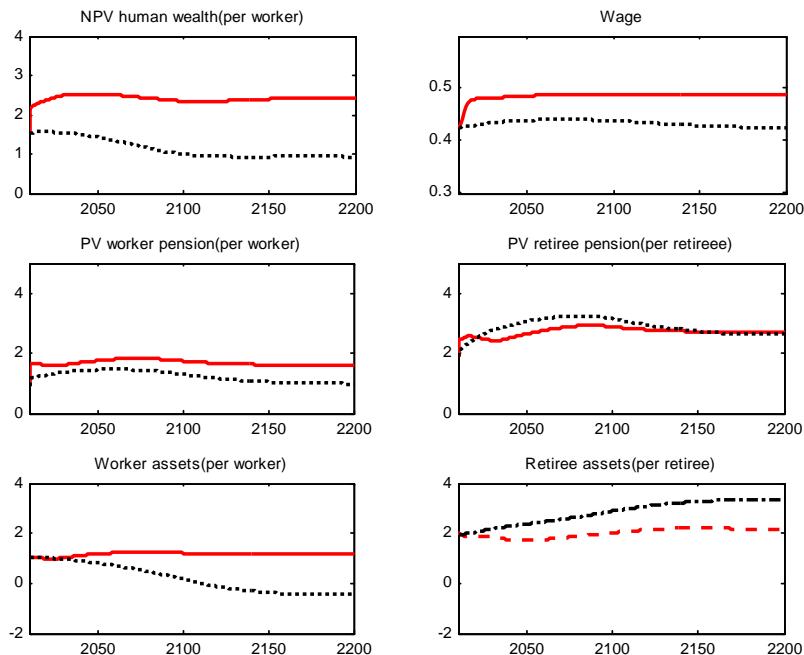 NPV human wealth(per worker)
4
3
2
1
0
2050 2100 2150 2200
Wage
0.5
0.4
0.3
2050 2100 2150 2200
PV worker pension(per worker)
4
2
0
2050 2100 2150 2200
PV retiree pension(per retireee)
4
2
0
2050 2100 2150 2200
Worker assets(per worker)
4
2
0
-2
2050 2100 2150 2200
Retiree assets(per retiree)
4
2
0
-2
2050 2100 2150 2200